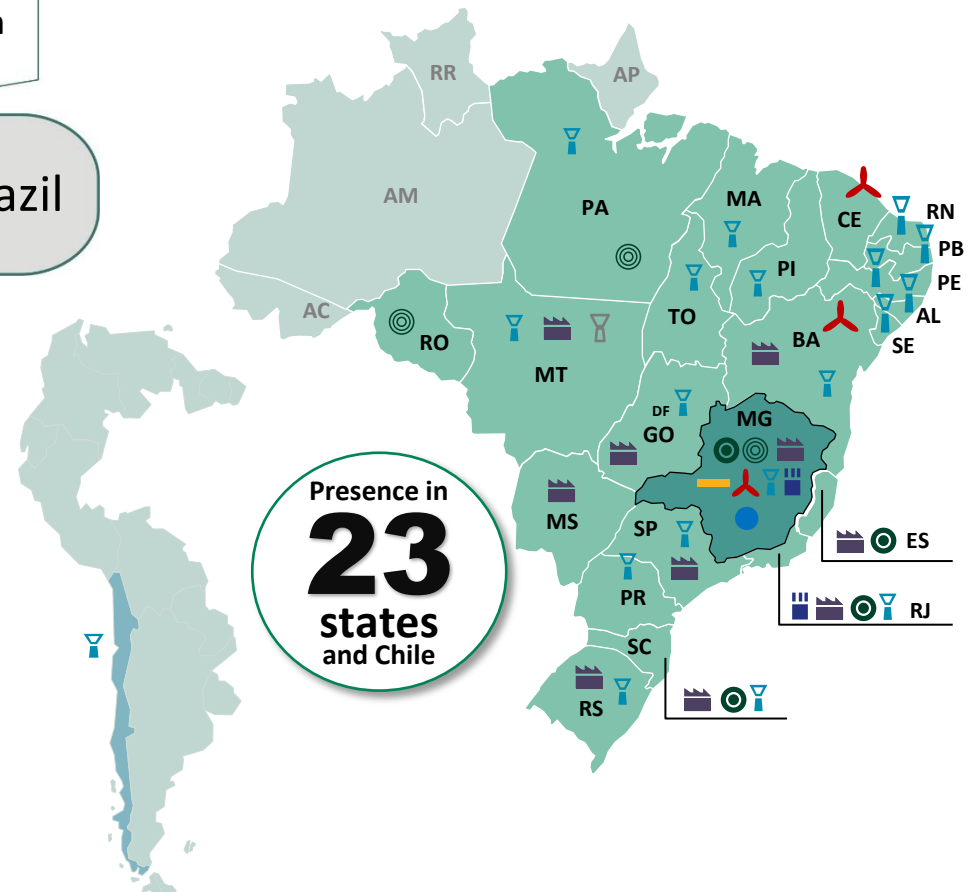 azil
RR
AP
AM
PA
MA
CE
RN
PB
PE
AL
SE
PI
TO
BA
AC
RO
MT
DF
GO
MG
MS
SP
PR
SC
RS
ES
RJ
Presence in
23
states
and Chile